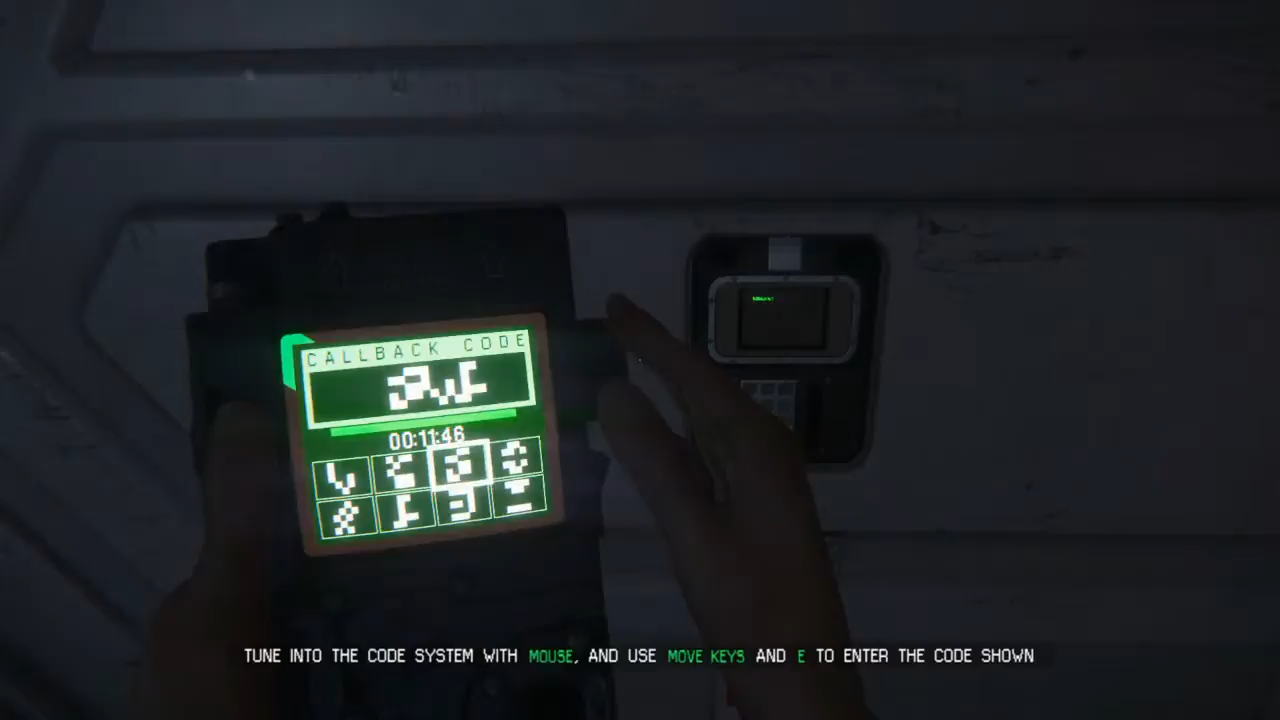 CALLBACK CODE
00:11:46
TUNE INTO THE CODE SYSTEM WITH MOUSE, AND USE MOVE KEYS AND E TO ENTER THE CODE SHOWN